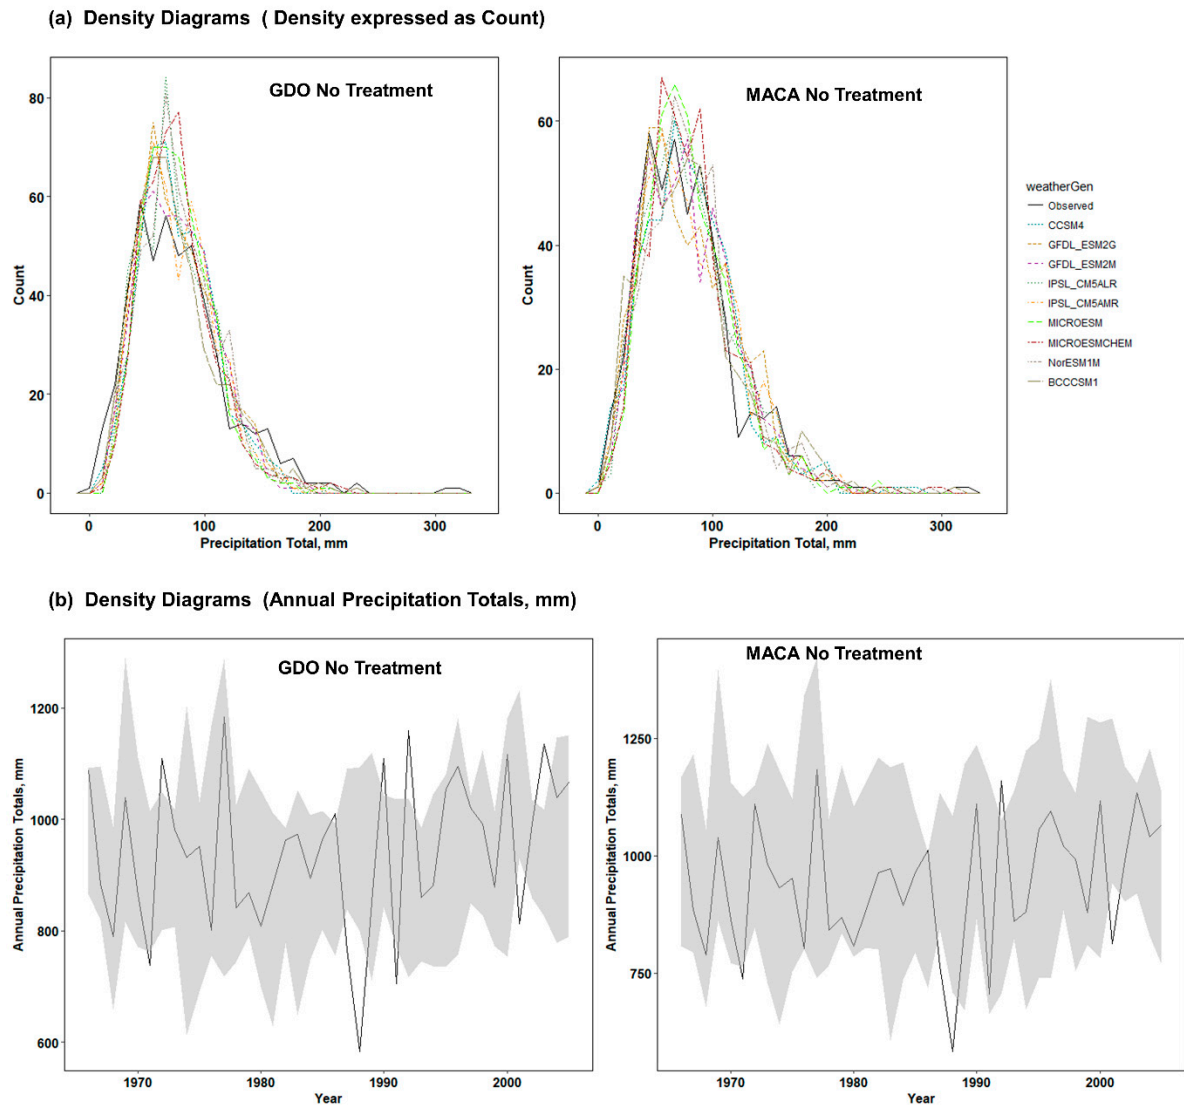 (a) Density Diagrams ( Density expressed as Count)
GDO No Treatment
MACA No Treatment
80
60
40
20
0
Count
0 100 200 300
Precipitation Total, mm
60
40
20
0
Count
0 100 200 300
Precipitation Total, mm
weatherGen
Observed
CCSM4
GFDL_ESM2G
GFDL_ESM2M
IPSL_CM5ALR
IPSL_CM5AMR
MICROESM
MICROESMCHEM
NorESM1M
BCCCSM1
(b) Density Diagrams (Annual Precipitation Totals, mm)
GDO No Treatment
MACA No Treatment
1200
1000
800
600
Annual Precipitation Totals, mm
1970 1980 1990 2000
Year
1250
1000
750
Annual Precipitation Totals, mm
1970 1980 1990 2000
Year